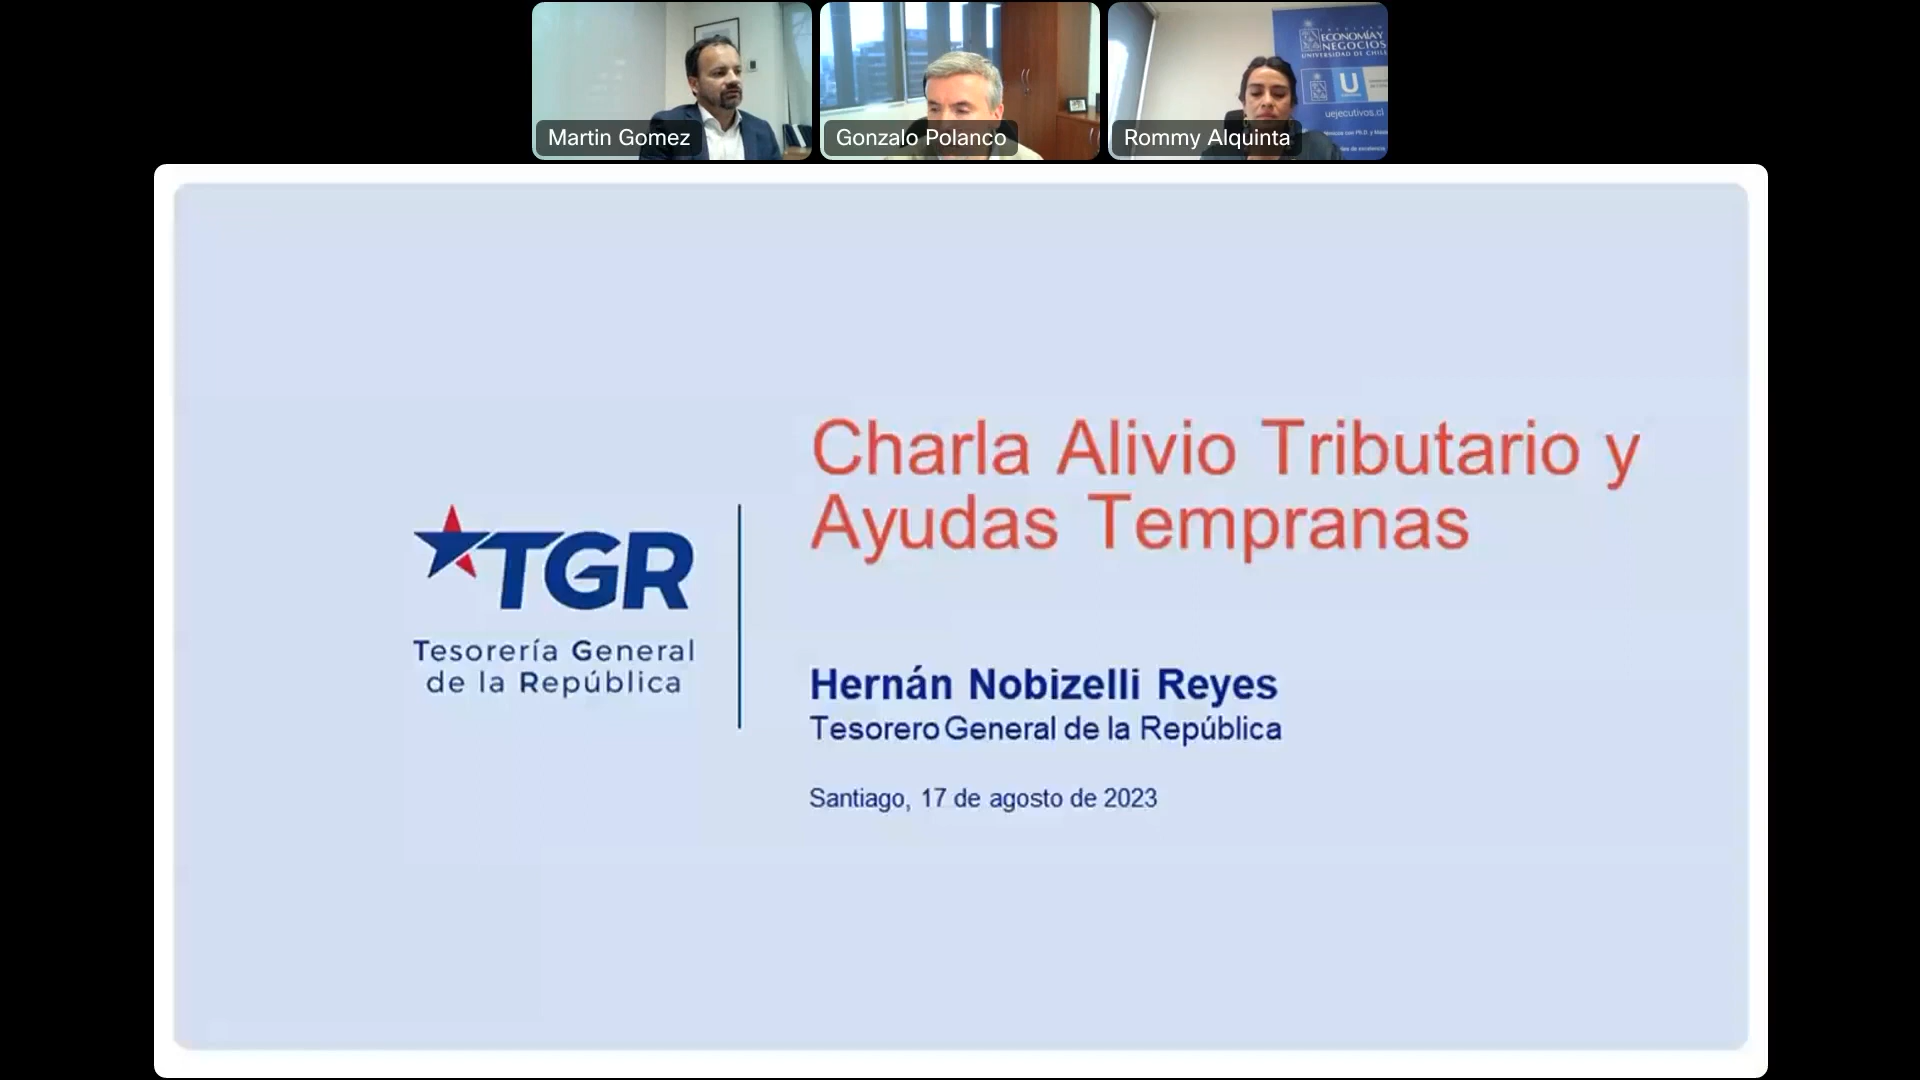 Martin Gomez
Gonzalo Polanco
Rommy Alquinta
ECONOMÍA Y
NEGOCIOS
UNIVERSIDAD DE CHILE
U
uejecutivos.cl
Charla Alivio Tributario y
Ayudas Tempranas
TGR
Tesorería General
de la República
Hernán Nobizelli Reyes
Tesorero General de la República
Santiago, 17 de agosto de 2023